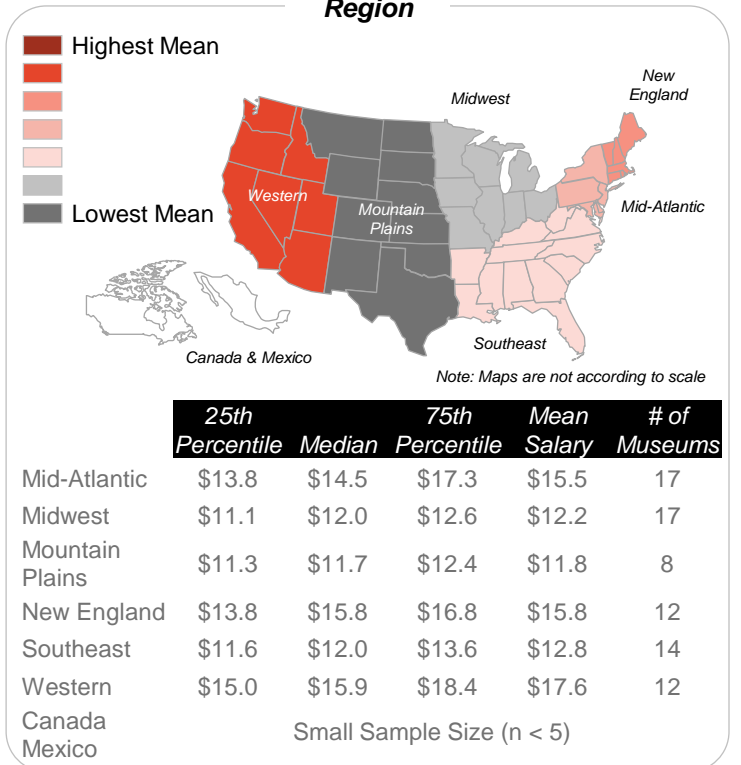 Region
Highest Mean
Lowest Mean
New
England
Midwest
Western
Mountain
Plains
Mid-Atlantic
Southeast
Canada & Mexico
Note: Maps are not according to scale
25th Percentile Median 75th Percentile Mean Salary # of Museums
Mid-Atlantic $13.8 $14.5 $17.3 $15.5 17
Midwest $11.1 $12.0 $12.6 $12.2 17
Mountain Plains $11.3 $11.7 $12.4 $11.8 8
New England $13.8 $15.8 $16.8 $15.8 12
Southeast $11.6 $12.0 $13.6 $12.8 14
Western $15.0 $15.9 $18.4 $17.6 12
Canada Mexico Small Sample Size (n < 5)